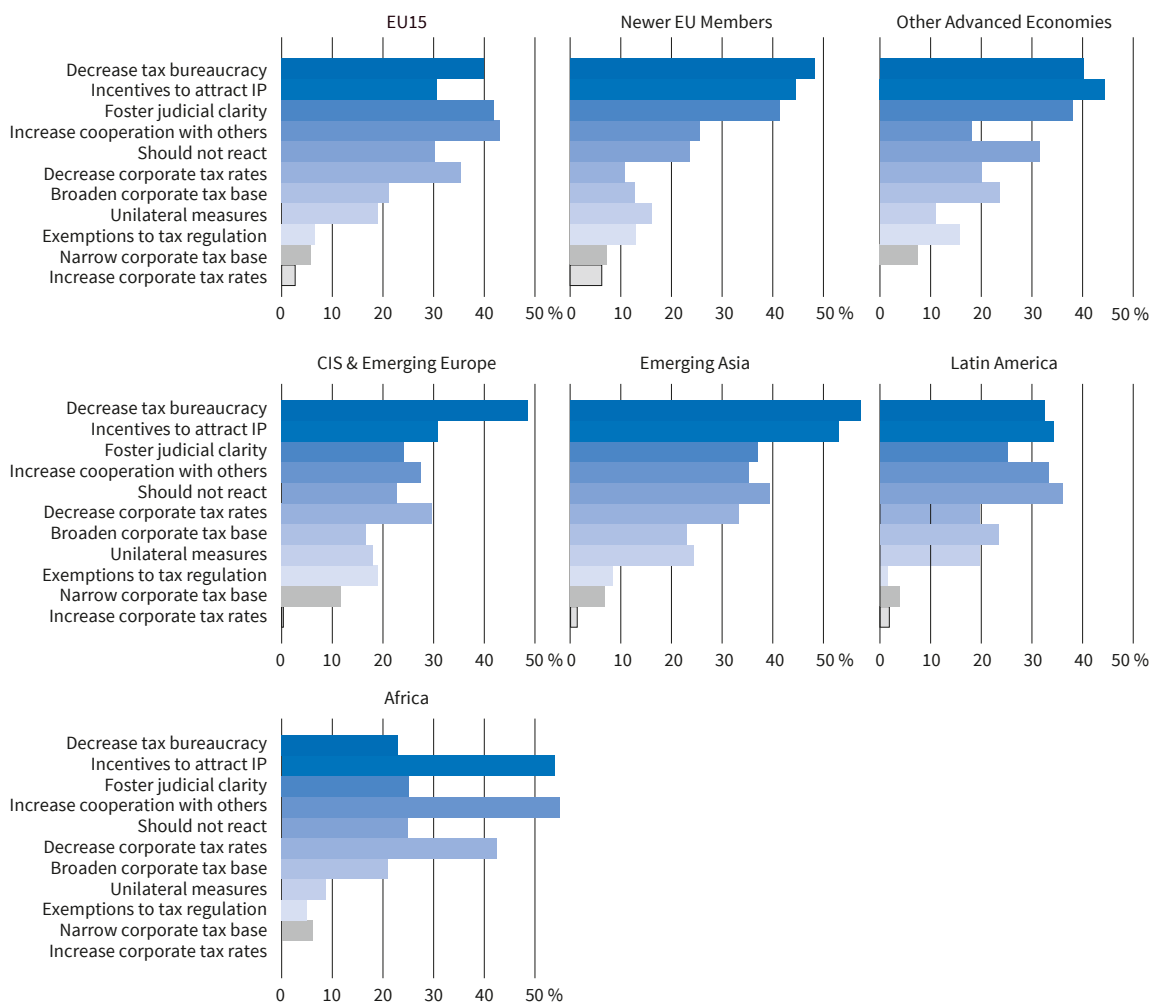 EU15
Newer EU Members
Other Advanced Economies
Decrease tax bureaucracy
Incentives to attract IP
Foster judicial clarity
Increase cooperation with others
Should not react
Decrease corporate tax rates
Broaden corporate tax base
Unilateral measures
Exemptions to tax regulation
Narrow corporate tax base
Increase corporate tax rates
0 10 20 30 40 50 %
0 10 20 30 40 50 %
0 10 20 30 40 50 %
CIS & Emerging Europe
Emerging Asia
Latin America
Decrease tax bureaucracy
Incentives to attract IP
Foster judicial clarity
Increase cooperation with others
Should not react
Decrease corporate tax rates
Broaden corporate tax base
Unilateral measures
Exemptions to tax regulation
Narrow corporate tax base
Increase corporate tax rates
0 10 20 30 40 50 %
0 10 20 30 40 50 %
0 10 20 30 40 50 %
Africa
Decrease tax bureaucracy
Incentives to attract IP
Foster judicial clarity
Increase cooperation with others
Should not react
Decrease corporate tax rates
Broaden corporate tax base
Unilateral measures
Exemptions to tax regulation
Narrow corporate tax base
Increase corporate tax rates
0 10 20 30 40 50 %